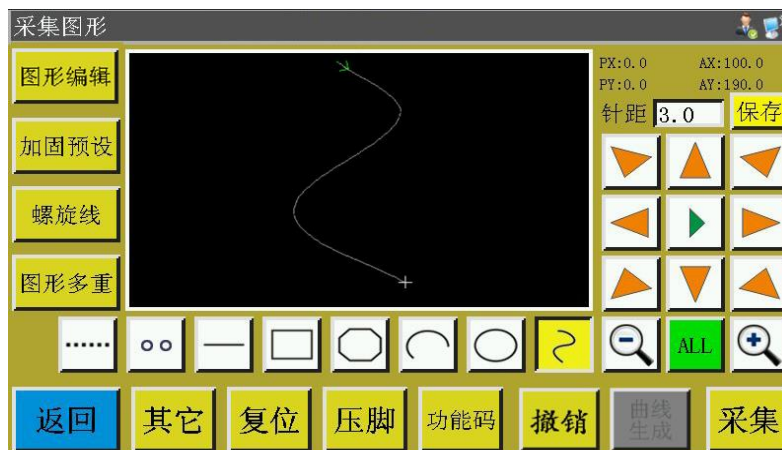 采集图形
图形编辑
PX:0.0 AX:100.0
PY:0.0 AY:190.0
针距 3.0 保存
加固预设
螺旋线
图形多重
ALL
返回 其它 复位 压脚 功能码 撤销 曲线生成 采集